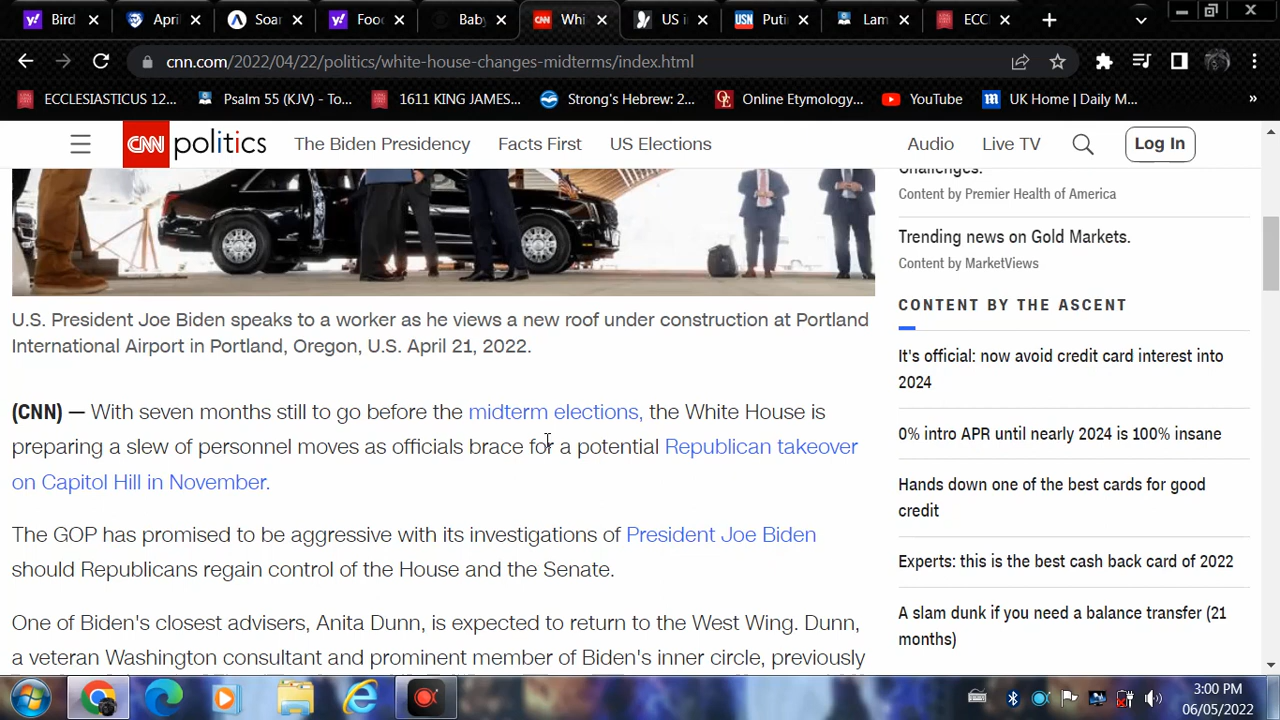 Bird
April
Soar
Food
Baby
CNN
Whi
US i
USN
Puti
Lam
ECC
cnn.com/2022/04/22/politics/white-house-changes-midterms/index.html
ECCLESIASTICUS 12...
Psalm 55 (KJV) - To...
1611 KING JAMES...
Strong's Hebrew: 2...
Online Etymology...
YouTube
UK Home | Daily M...
»
CNN politics
The Biden Presidency
Facts First
US Elections
Audio
Live TV
Log In
Challenges.
Content by Premier Health of America
Trending news on Gold Markets.
Content by MarketViews
CONTENT BY THE ASCENT
It's official: now avoid credit card interest into
2024
0% intro APR until nearly 2024 is 100% insane
Hands down one of the best cards for good
credit
Experts: this is the best cash back card of 2022
A slam dunk if you need a balance transfer (21
months)
U.S. President Joe Biden speaks to a worker as he views a new roof under construction at Portland
International Airport in Portland, Oregon, U.S. April 21, 2022.
(CNN) — With seven months still to go before the midterm elections, the White House is
preparing a slew of personnel moves as officials brace for a potential Republican takeover
on Capitol Hill in November.
The GOP has promised to be aggressive with its investigations of President Joe Biden
should Republicans regain control of the House and the Senate.
One of Biden's closest advisers, Anita Dunn, is expected to return to the West Wing. Dunn,
a veteran Washington consultant and prominent member of Biden's inner circle, previously
3:00 PM
06/05/2022